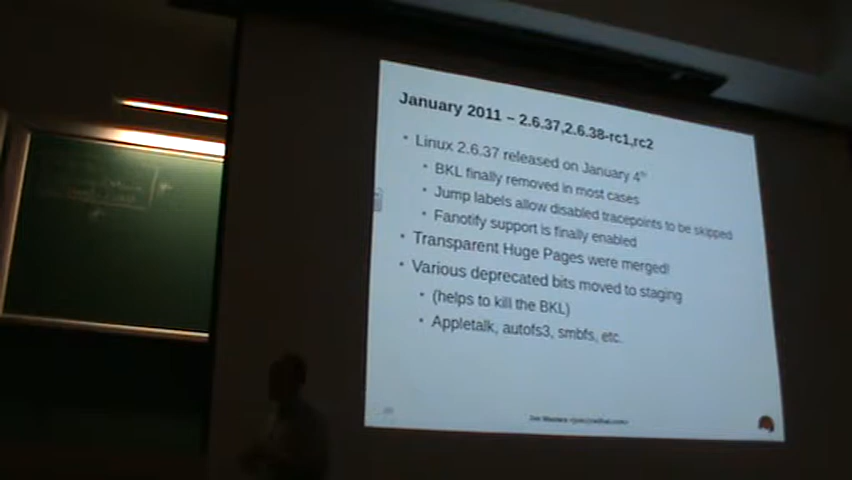 January 2011 – 2.6.37,2.6.38-rc1,rc2
• Linux 2.6.37 released on January 4th
• BKL finally removed in most cases
• Jump labels allow disabled tracepoints to be skipped
• Fanotify support is finally enabled
• Transparent Huge Pages were merged!
• Various deprecated bits moved to staging
• (helps to kill the BKL)
• Appletalk, autofs3, smbfs, etc.